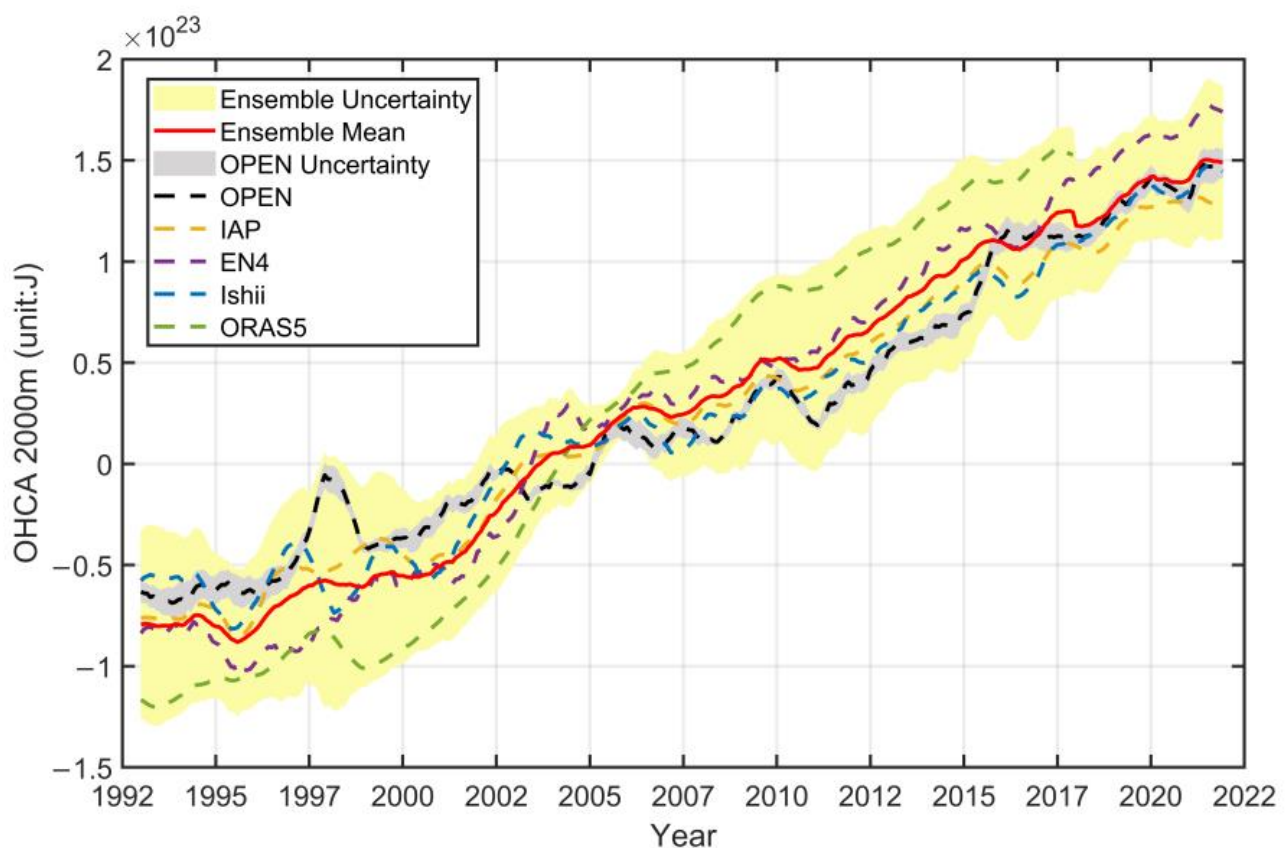 ×10^23
2
1.5
1
0.5
0
−0.5
−1
−1.5
OHCA 2000m (unit:J)
Ensemble Uncertainty
Ensemble Mean
OPEN Uncertainty
OPEN
IAP
EN4
Ishii
ORAS5
1992 1995 1997 2000 2002 2005 2007 2010 2012 2015 2017 2020 2022
Year